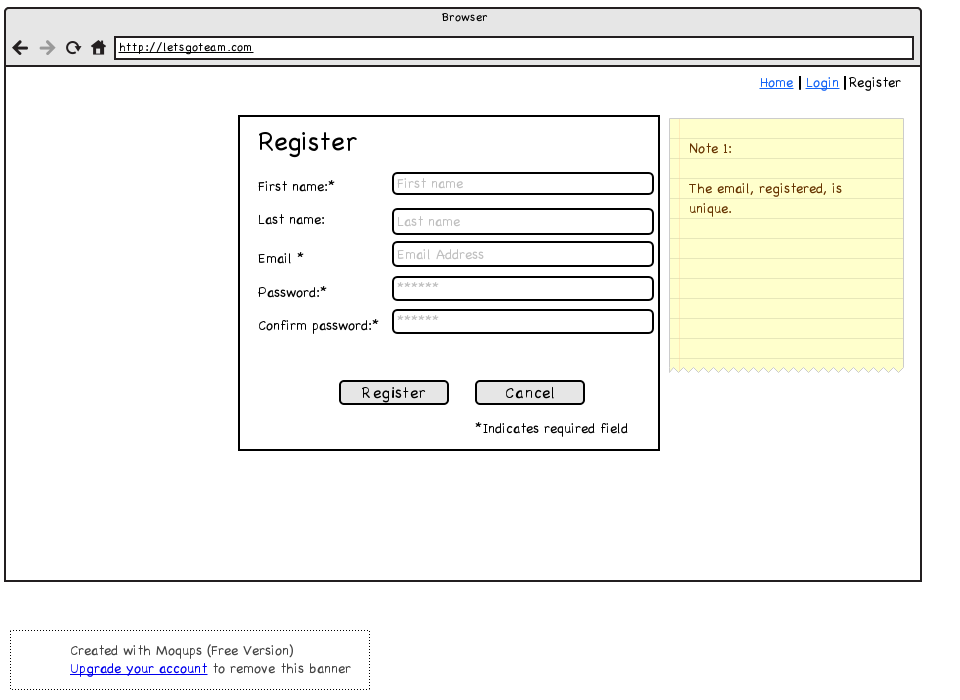 Browser
http://letsgoteam.com
Home | Login | Register
Register
First name:* First name
Last name: Last name
Email * Email Address
Password:* ******
Confirm password:* ******
Register Cancel
*Indicates required field
Note 1:
The email, registered, is
unique.
Created with Moqups (Free Version)
Upgrade your account to remove this banner